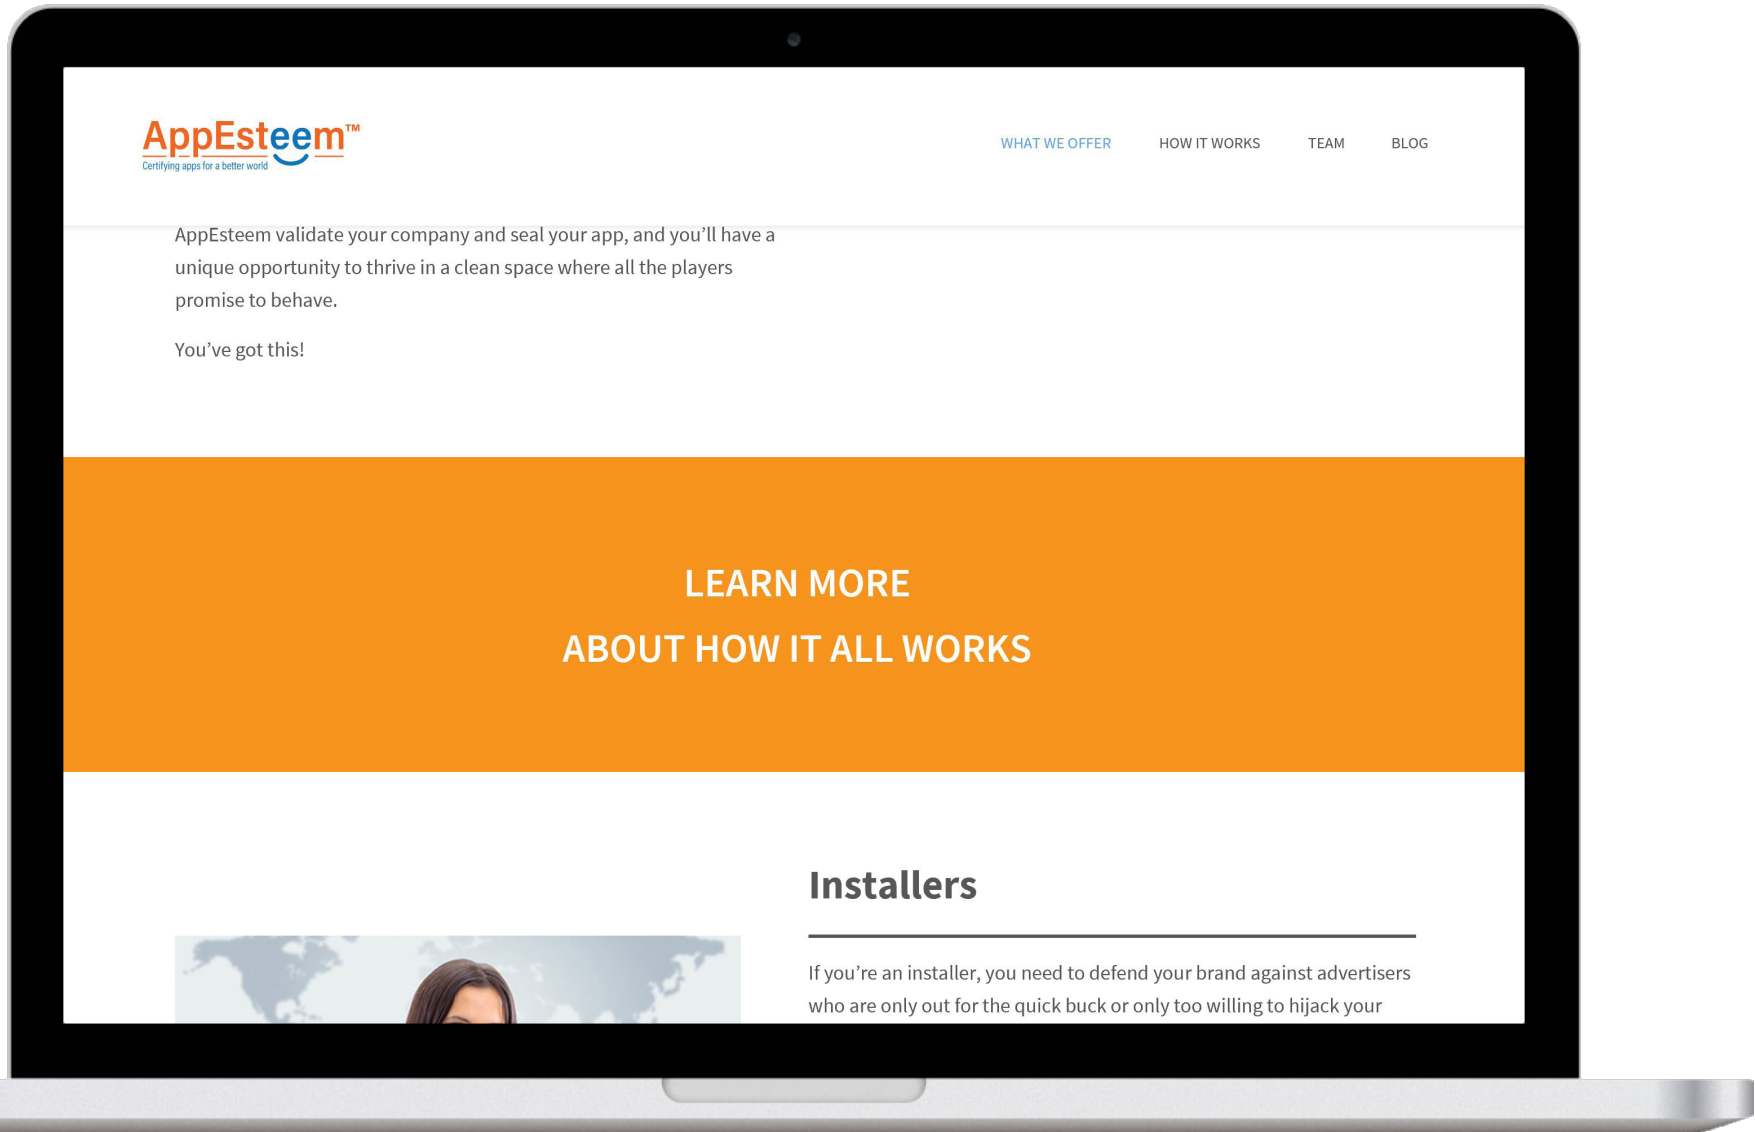 AppEsteem™
Certifying apps for a better world
WHAT WE OFFER
HOW IT WORKS
TEAM
BLOG
AppEsteem validate your company and seal your app, and you’ll have a
unique opportunity to thrive in a clean space where all the players
promise to behave.
You’ve got this!
LEARN MORE
ABOUT HOW IT ALL WORKS
Installers
If you’re an installer, you need to defend your brand against advertisers
who are only out for the quick buck or only too willing to hijack your